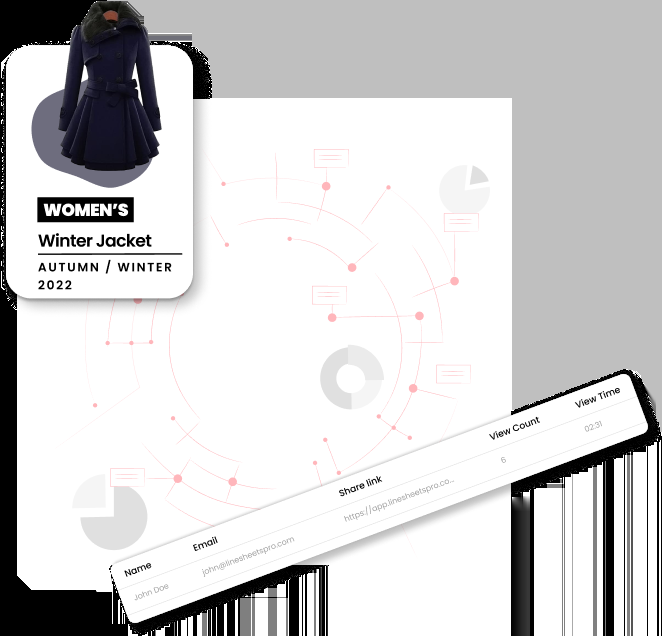 WOMEN'S
Winter Jacket
AUTUMN / WINTER
2022
Name Email Share link View Count View Time
John Doe john@linesheetspro.com https://app.linesheetspro.co... 6 02.31